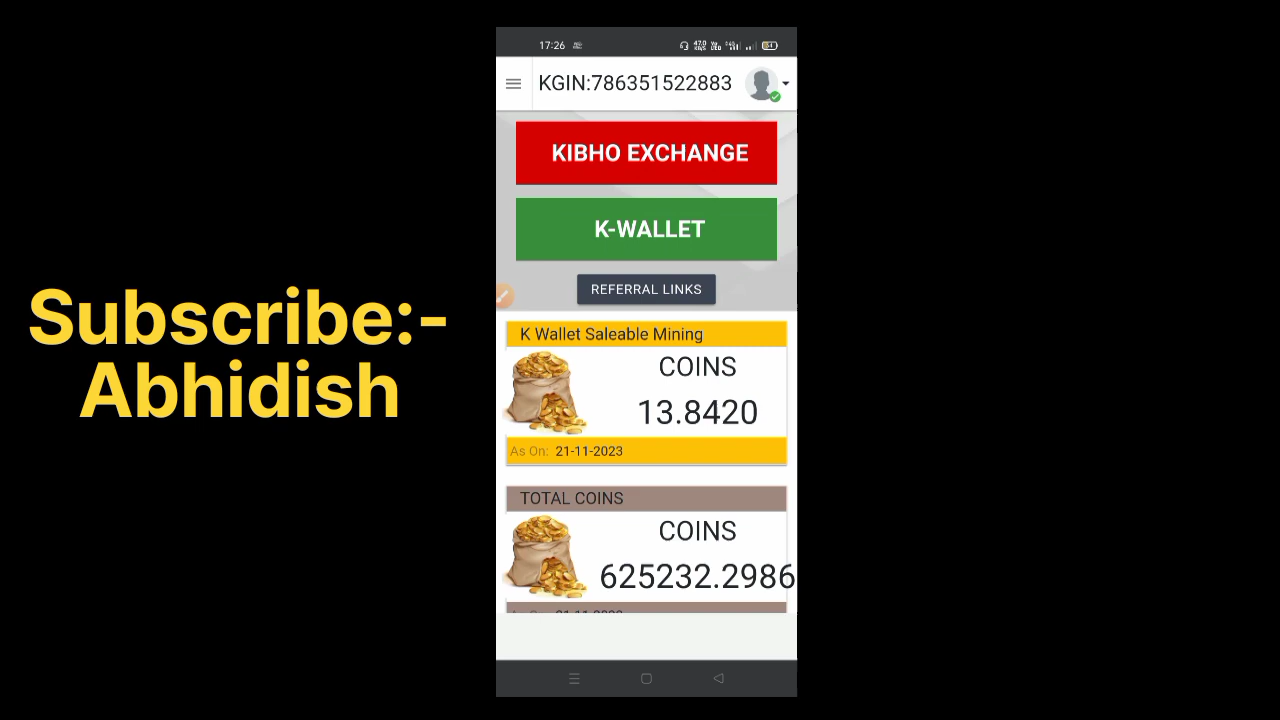 Subscribe:-
Abhidish
17:26
KGIN:786351522883
KIBHO EXCHANGE
K-WALLET
REFERRAL LINKS
K Wallet Saleable Mining
COINS
13.8420
As On: 21-11-2023
TOTAL COINS
COINS
625232.2986